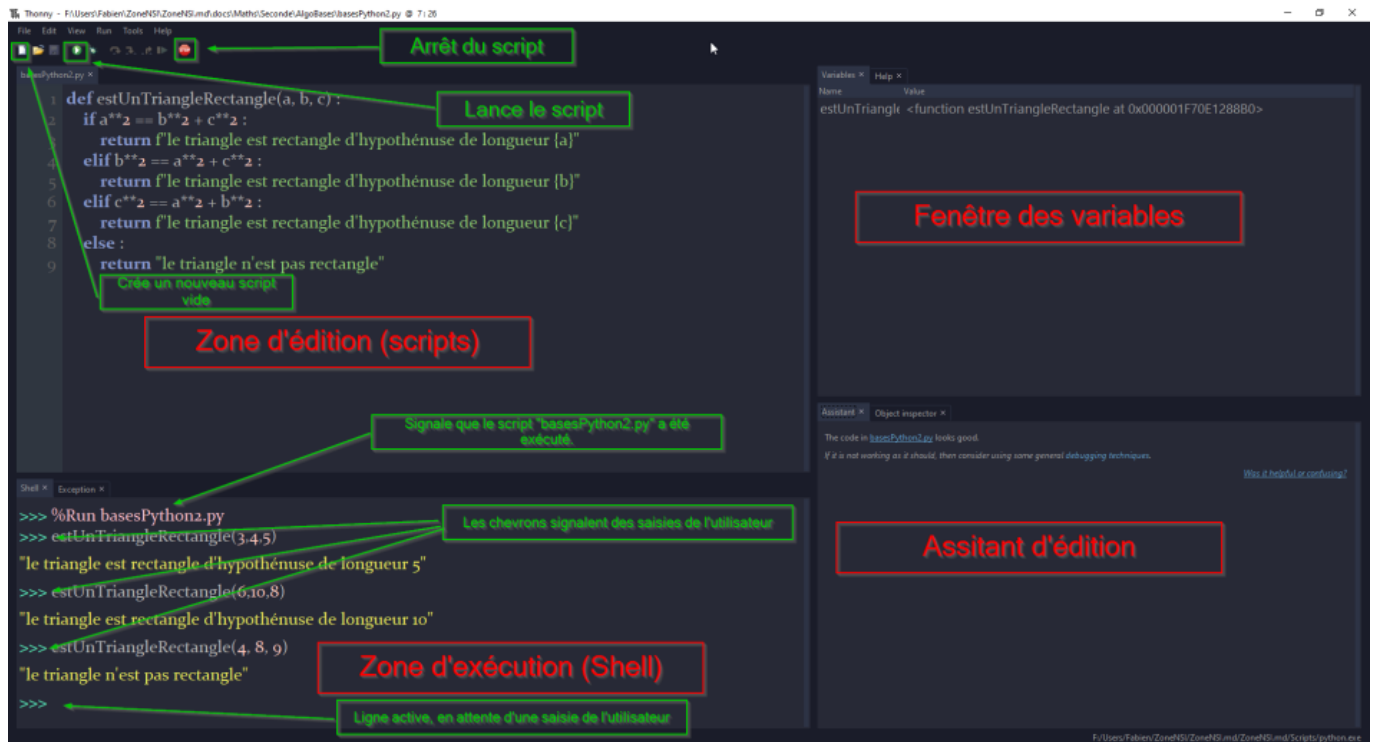 Thonny - F:\Users\Fabien\ZoneNSI\ZoneNSI.md\docs\Maths\Seconde\AlgoBases\basesPython2.py @ 7:26
File Edit View Run Tools Help
Arrêt du script
basesPython2.py ×
1 def estUnTriangleRectangle(a, b, c) :
2 if a**2 == b**2 + c**2 :
3 return f"le triangle est rectangle d'hypothénuse de longueur {a}"
4 elif b**2 == a**2 + c**2 :
5 return f"le triangle est rectangle d'hypothénuse de longueur {b}"
6 elif c**2 == a**2 + b**2 :
7 return f"le triangle est rectangle d'hypothénuse de longueur {c}"
8 else :
9 return "le triangle n'est pas rectangle"
Lance le script
Crée un nouveau script
vide
Zone d'édition (scripts)
Signale que le script "basesPython2.py" a été
exécuté.
Shell × Exception ×
>>> %Run basesPython2.py
>>> estUnTriangleRectangle(3,4,5)
"le triangle est rectangle d'hypothénuse de longueur 5"
>>> estUnTriangleRectangle(6,10,8)
"le triangle est rectangle d'hypothénuse de longueur 10"
>>> estUnTriangleRectangle(4, 8, 9)
"le triangle n'est pas rectangle"
>>>
Les chevrons signalent des saisies de l'utilisateur
Zone d'exécution (Shell)
Ligne active, en attente d'une saisie de l'utilisateur
Variables × Help ×
Name Value
estUnTriangle <function estUnTriangleRectangle at 0x000001F70E1288B0>
Fenêtre des variables
Assistant × Object inspector ×
The code in basesPython2.py looks good.
If it is not working as it should, then consider using some general debugging techniques.
Was it helpful or confusing?
Assitant d'édition
F:/Users/Fabien/ZoneNSI/ZoneNSI.md/ZoneNSI.md/Scripts/python.exe